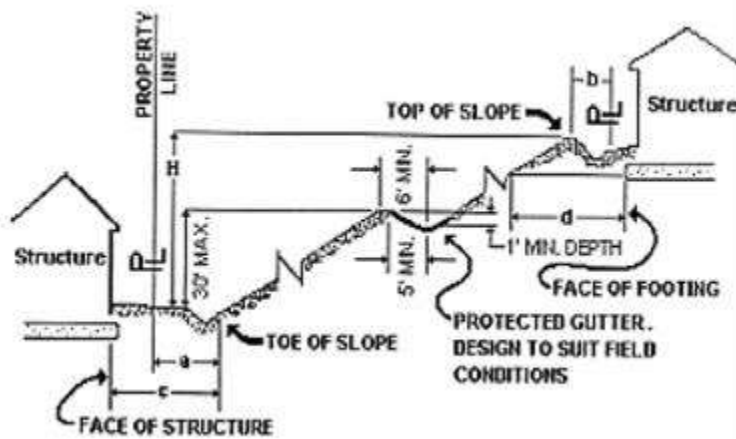 PROPERTY
LINE
TOP OF SLOPE
b
Structure
H
6' MIN.
30' MAX.
5' MIN.
d
1' MIN. DEPTH
Structure
FACE OF FOOTING
TOE OF SLOPE
PROTECTED GUTTER.
DESIGN TO SUIT FIELD
CONDITIONS
a
c
FACE OF STRUCTURE